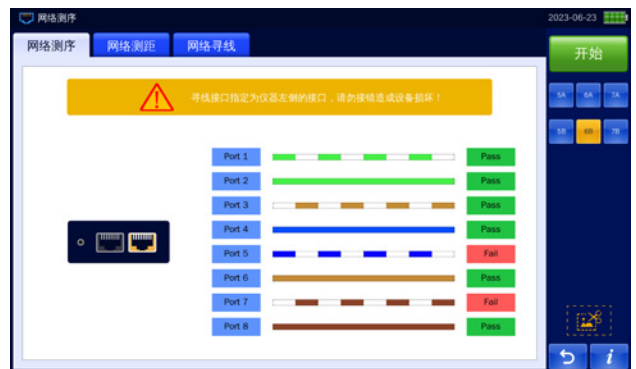 网络测序
2023-06-23
网络测序 网络测距 网络寻线
开始
寻线接口指定为仪器左侧的接口，请勿接错造成设备损坏！
5A 6A 7A
5B 6B 7B
Port 1 Pass
Port 2 Pass
Port 3 Pass
Port 4 Pass
Port 5 Fail
Port 6 Pass
Port 7 Fail
Port 8 Pass
i